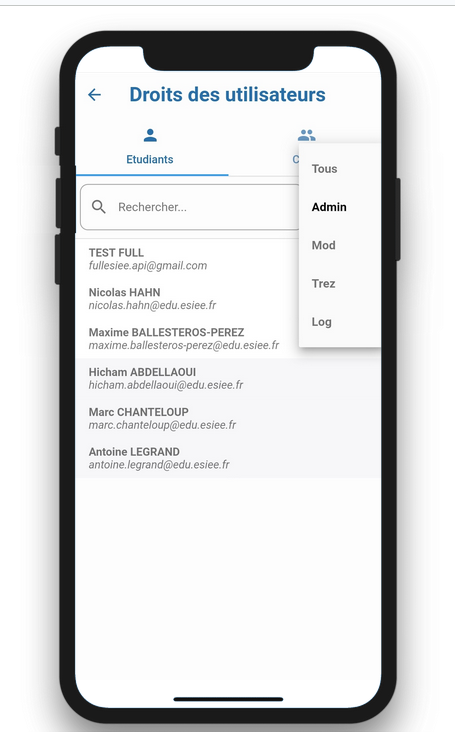 Droits des utilisateurs
Etudiants
C
Tous
Admin
Mod
Trez
Log
Rechercher...
TEST FULL
fullesiee.api@gmail.com
Nicolas HAHN
nicolas.hahn@edu.esiee.fr
Maxime BALLESTEROS-PEREZ
maxime.ballesteros-perez@edu.esiee.fr
Hicham ABDELLAOUI
hicham.abdellaoui@edu.esiee.fr
Marc CHANTELOUP
marc.chanteloup@edu.esiee.fr
Antoine LEGRAND
antoine.legrand@edu.esiee.fr